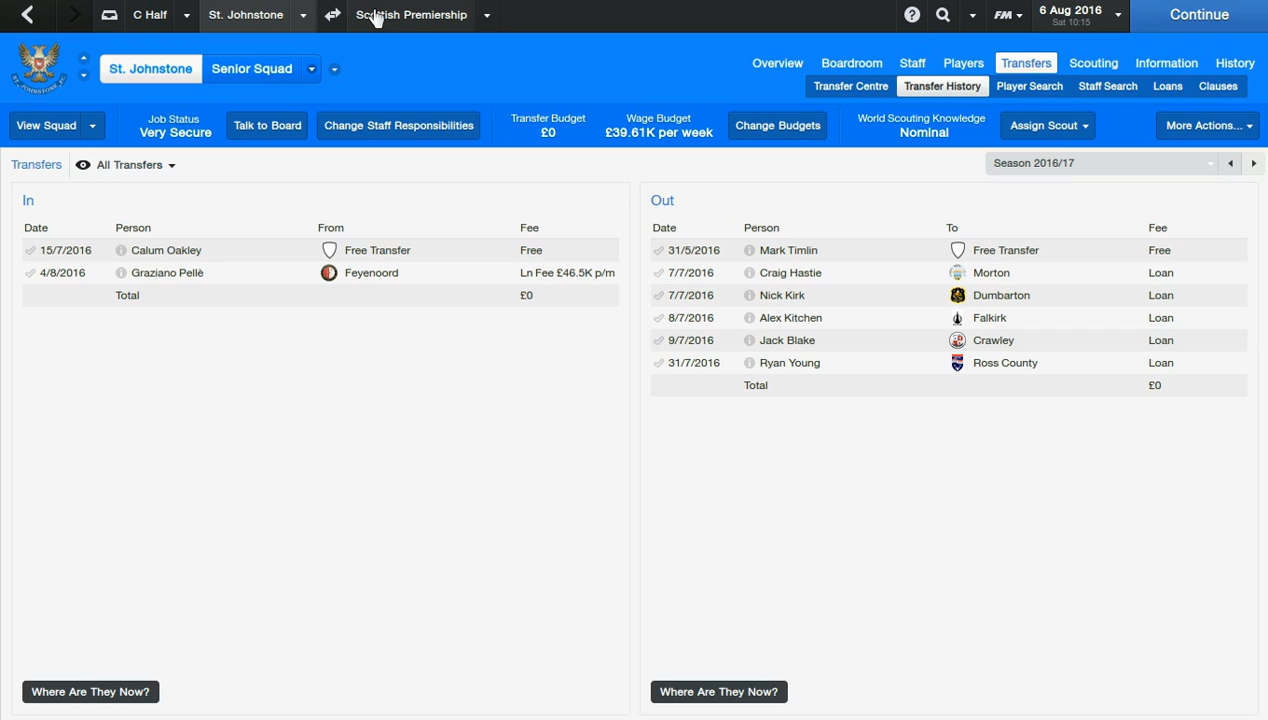 C Half St. Johnstone Scottish Premiership FM 6 Aug 2016 Continue
Sat 10:15
St. Johnstone Senior Squad
Overview Boardroom Staff Players Transfers Scouting Information History
Transfer Centre Transfer History Player Search Staff Search Loans Clauses
View Squad Job Status Talk to Board Change Staff Responsibilities Transfer Budget Wage Budget Change Budgets World Scouting Knowledge Assign Scout More Actions...
Very Secure £0 £39.61K per week Nominal
Transfers All Transfers Season 2016/17
In
Date Person From Fee
15/7/2016 Calum Oakley Free Transfer Free
4/8/2016 Graziano Pellè Feyenoord Ln Fee £46.5K p/m
Total £0
Where Are They Now?
Out
Date Person To Fee
31/5/2016 Mark Timlin Free Transfer Free
7/7/2016 Craig Hastie Morton Loan
7/7/2016 Nick Kirk Dumbarton Loan
8/7/2016 Alex Kitchen Falkirk Loan
9/7/2016 Jack Blake Crawley Loan
31/7/2016 Ryan Young Ross County Loan
Total £0
Where Are They Now?